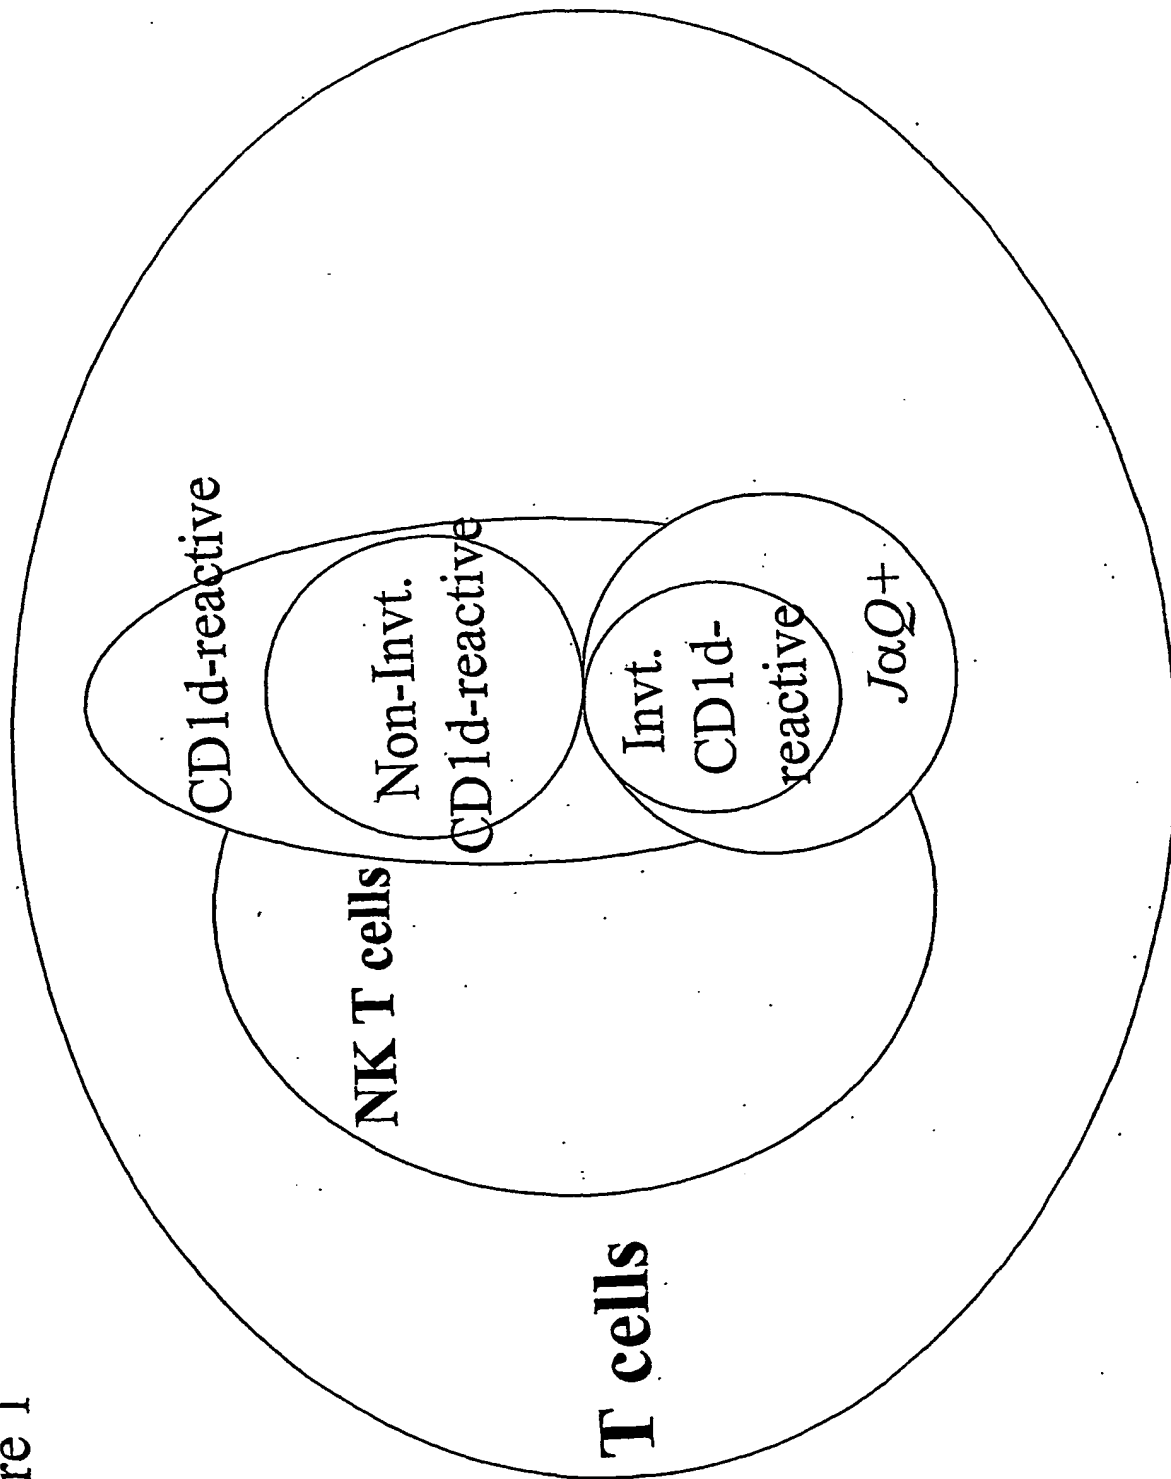 re 1
CD1d-reactive
Non-Invt.
CD1d-reactive
NK T cells
Invt.
CD1d-
reactive
JαQ+
T cells